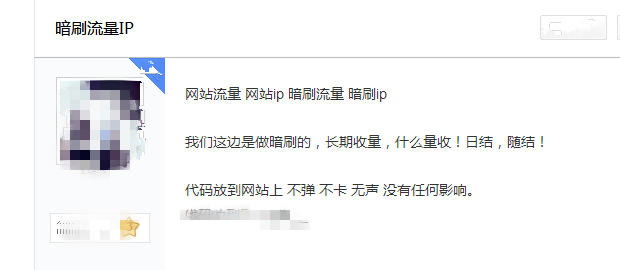 暗刷流量IP
网站流量 网站ip 暗刷流量 暗刷ip
我们这边是做暗刷的，长期收量，什么量收！日结，随结！
代码放到网站上 不弹 不卡 无声 没有任何影响。